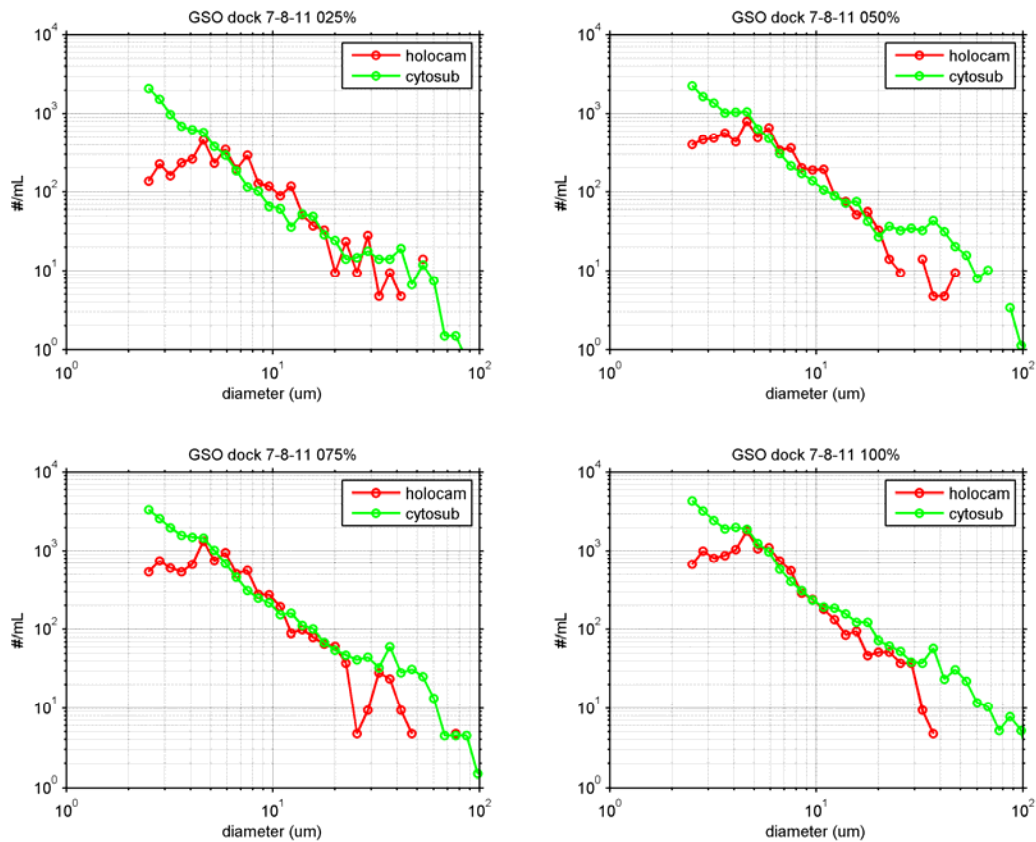 GSO dock 7-8-11 025%
10^4
10^3
10^2
10^1
10^0
#/mL
holocam
cytosub
10^0
10^1
10^2
diameter (um)
GSO dock 7-8-11 050%
10^4
10^3
10^2
10^1
10^0
#/mL
holocam
cytosub
10^0
10^1
10^2
diameter (um)
GSO dock 7-8-11 075%
10^4
10^3
10^2
10^1
10^0
#/mL
holocam
cytosub
10^0
10^1
10^2
diameter (um)
GSO dock 7-8-11 100%
10^4
10^3
10^2
10^1
10^0
#/mL
holocam
cytosub
10^0
10^1
10^2
diameter (um)